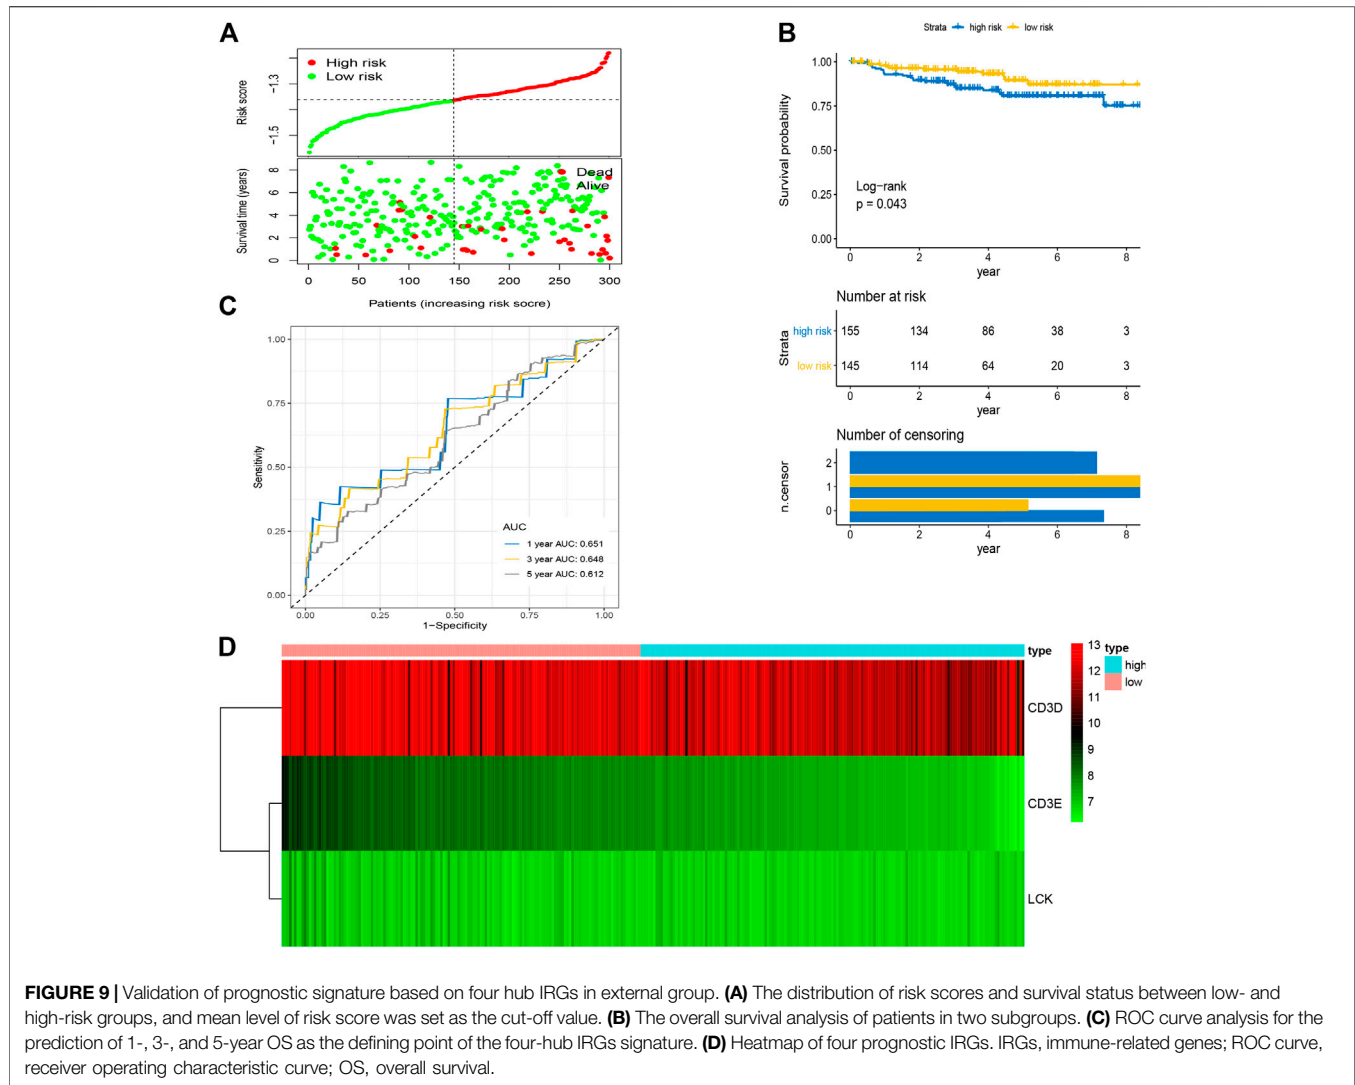 A
High risk
Low risk
Risk score
−1.3
−1.5
Dead
Alive
Survival time (years)
8
6
4
2
0
0 50 100 150 200 250 300
Patients (increasing risk socre)
B
Strata high risk low risk
Survival probability
1.00
0.75
0.50
0.25
0.00
Log−rank
p = 0.043
0 2 4 6 8
year
Number at risk
Strata
high risk 155 134 86 38 3
low risk 145 114 64 20 3
0 2 4 6 8
year
Number of censoring
n.censor
2
1
0
0 2 4 6 8
year
C
Sensitivity
1.00
0.75
0.50
0.25
0.00
AUC
1 year AUC: 0.651
3 year AUC: 0.648
5 year AUC: 0.612
0.00 0.25 0.50 0.75 1.00
1−Specificity
D
type
CD3D
CD3E
LCK
13
12
11
10
9
8
7
type
high
low
FIGURE 9 | Validation of prognostic signature based on four hub IRGs in external group. (A) The distribution of risk scores and survival status between low- and
high-risk groups, and mean level of risk score was set as the cut-off value. (B) The overall survival analysis of patients in two subgroups. (C) ROC curve analysis for the
prediction of 1-, 3-, and 5-year OS as the defining point of the four-hub IRGs signature. (D) Heatmap of four prognostic IRGs. IRGs, immune-related genes; ROC curve,
receiver operating characteristic curve; OS, overall survival.